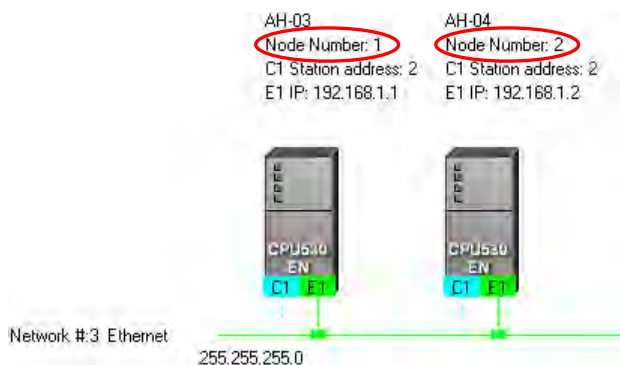 AH-03
Node Number: 1
C1 Station address: 2
E1 IP: 192.168.1.1
AH-04
Node Number: 2
C1 Station address: 2
E1 IP: 192.168.1.2
CPU530
EN
C1 E1
CPU530
EN
C1 E1
Network #:3 Ethernet
255.255.255.0